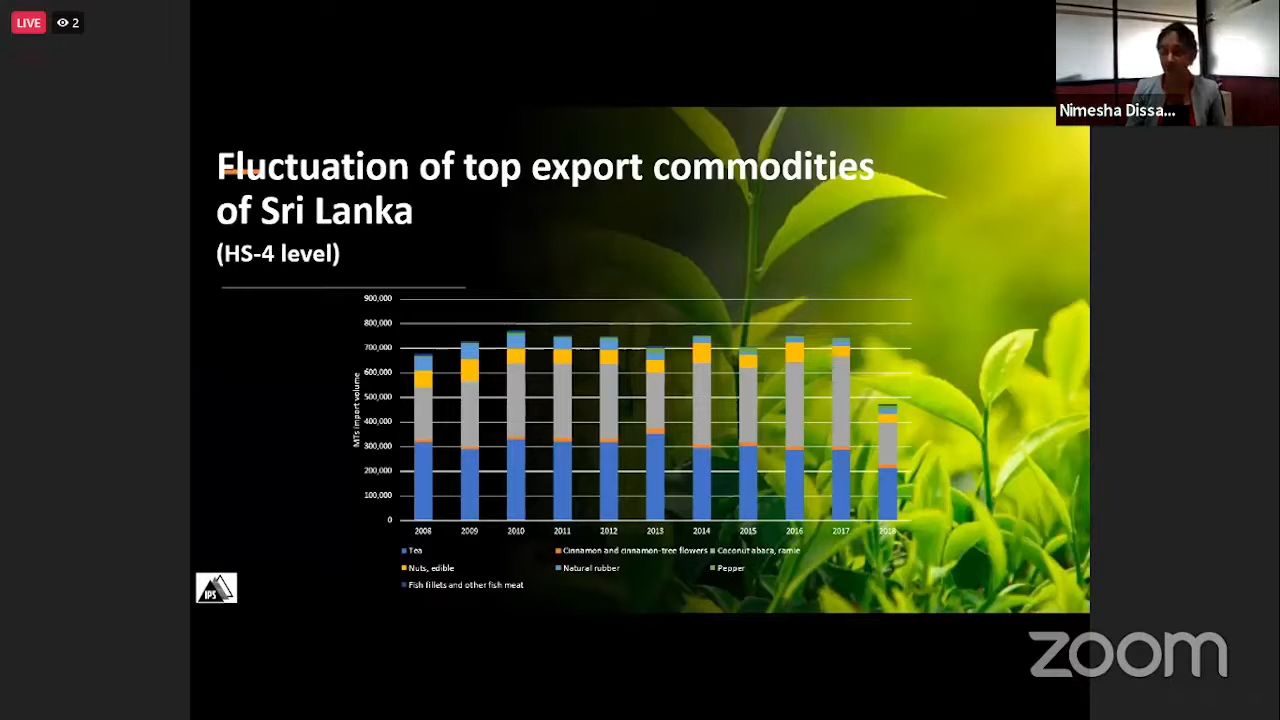 LIVE
2
Nimesha Dissa...
Fluctuation of top export commodities
of Sri Lanka
(HS-4 level)
900,000
800,000
700,000
600,000
500,000
400,000
300,000
200,000
100,000
0
MTs import volume
2008 2009 2010 2011 2012 2013 2014 2015 2016 2017 2018
Tea Cinnamon and cinnamon-tree flowers Coconut abaca, ramie
Nuts, edible Natural rubber Pepper
Fish fillets and other fish meat
IPS
zoom